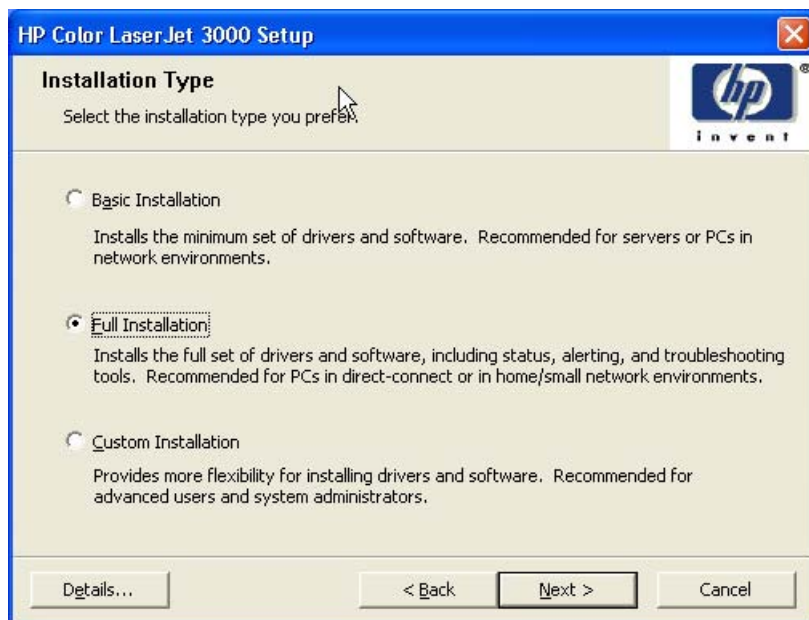 HP Color LaserJet 3000 Setup
Installation Type
Select the installation type you prefer.
hp
®
invent
Basic Installation
Installs the minimum set of drivers and software. Recommended for servers or PCs in
network environments.
Full Installation
Installs the full set of drivers and software, including status, alerting, and troubleshooting
tools. Recommended for PCs in direct-connect or in home/small network environments.
Custom Installation
Provides more flexibility for installing drivers and software. Recommended for
advanced users and system administrators.
Details...
< Back
Next >
Cancel